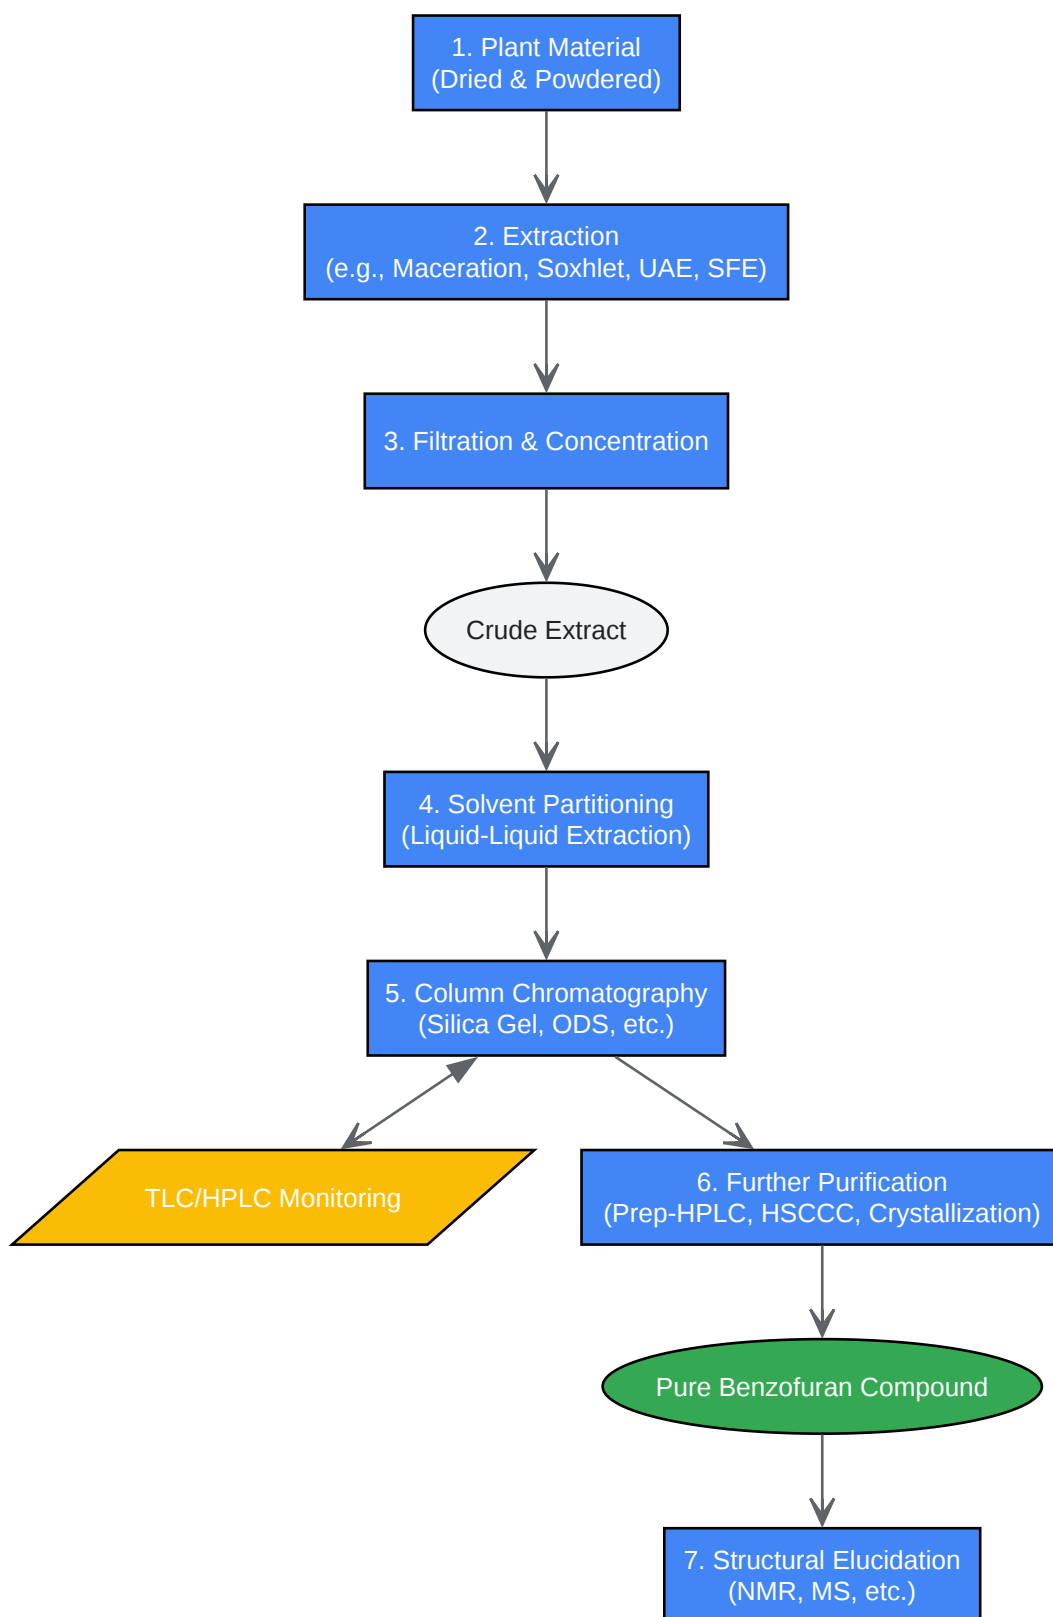 1. Plant Material
(Dried & Powdered)
2. Extraction
(e.g., Maceration, Soxhlet, UAE, SFE)
3. Filtration & Concentration
Crude Extract
4. Solvent Partitioning
(Liquid-Liquid Extraction)
5. Column Chromatography
(Silica Gel, ODS, etc.)
TLC/HPLC Monitoring
6. Further Purification
(Prep-HPLC, HSCCC, Crystallization)
Pure Benzofuran Compound
7. Structural Elucidation
(NMR, MS, etc.)